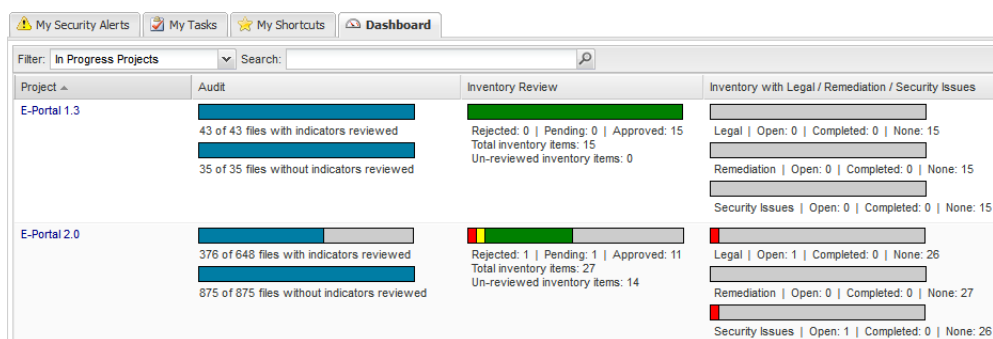 My Security Alerts My Tasks My Shortcuts Dashboard
Filter: In Progress Projects Search:
Project Audit Inventory Review Inventory with Legal / Remediation / Security Issues
E-Portal 1.3
43 of 43 files with indicators reviewed
35 of 35 files without indicators reviewed
Rejected: 0 | Pending: 0 | Approved: 15
Total inventory items: 15
Un-reviewed inventory items: 0
Legal | Open: 0 | Completed: 0 | None: 15
Remediation | Open: 0 | Completed: 0 | None: 15
Security Issues | Open: 0 | Completed: 0 | None: 15
E-Portal 2.0
376 of 648 files with indicators reviewed
875 of 875 files without indicators reviewed
Rejected: 1 | Pending: 1 | Approved: 11
Total inventory items: 27
Un-reviewed inventory items: 14
Legal | Open: 1 | Completed: 0 | None: 26
Remediation | Open: 0 | Completed: 0 | None: 27
Security Issues | Open: 1 | Completed: 0 | None: 26